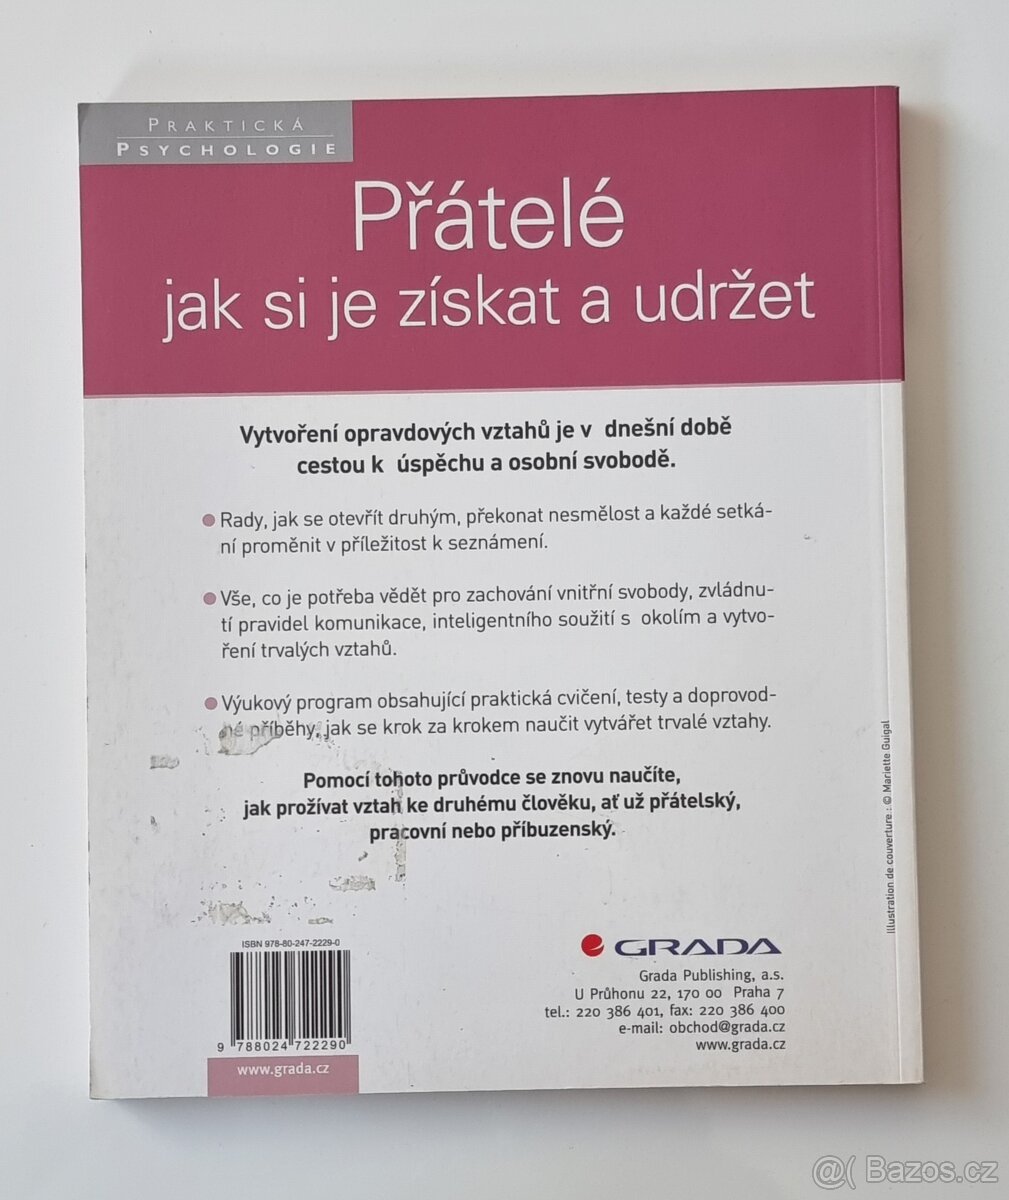 PRAKTICKÁ
PSYCHOLOGIE
Přátelé
jak si je získat a udržet
Vytvoření opravdových vztahů je v dnešní době
cestou k úspěchu a osobní svobodě.
● Rady, jak se otevřít druhým, překonat nesmělost a každé setká-
ní proměnit v příležitost k seznámení.
● Vše, co je potřeba vědět pro zachování vnitřní svobody, zvládnu-
tí pravidel komunikace, inteligentního soužití s okolím a vytvo-
ření trvalých vztahů.
● Výukový program obsahující praktická cvičení, testy a doprovod-
né příběhy, jak se krok za krokem naučit vytvářet trvalé vztahy.
Pomocí tohoto průvodce se znovu naučíte,
jak prožívat vztah ke druhému člověku, ať už přátelský,
pracovní nebo příbuzenský.
Illustration de couverture : © Mariette Guigal
ISBN 978-80-247-2229-0
9 788024 722290
www.grada.cz
GRADA
Grada Publishing, a.s.
U Průhonu 22, 170 00 Praha 7
tel.: 220 386 401, fax: 220 386 400
e-mail: obchod@grada.cz
www.grada.cz
@( Bazos.cz